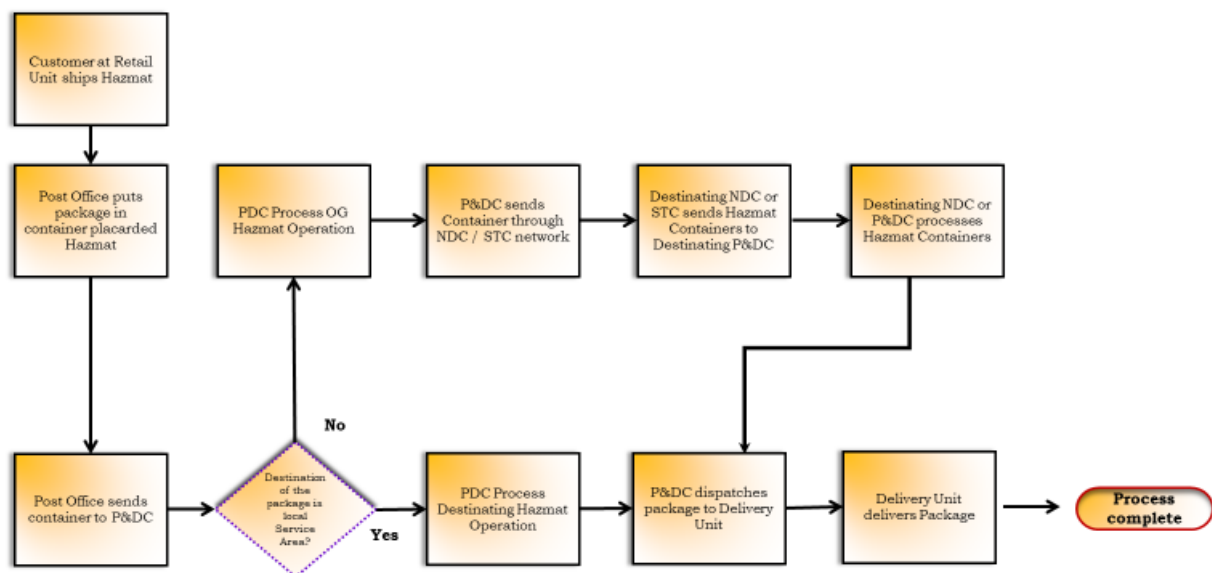 Customer at Retail
Unit ships Hazmat
Post Office puts
package in
container placarded
Hazmat
PDC Process OG
Hazmat Operation
P&DC sends
Container through
NDC / STC network
Destinating NDC or
STC sends Hazmat
Containers to
Destinating P&DC
Destinating NDC or
P&DC processes
Hazmat Containers
No
Post Office sends
container to P&DC
Destination
of the
package is
local
Service
Area?
Yes
PDC Process
Destinating Hazmat
Operation
P&DC dispatches
package to Delivery
Unit
Delivery Unit
delivers Package
Process
complete